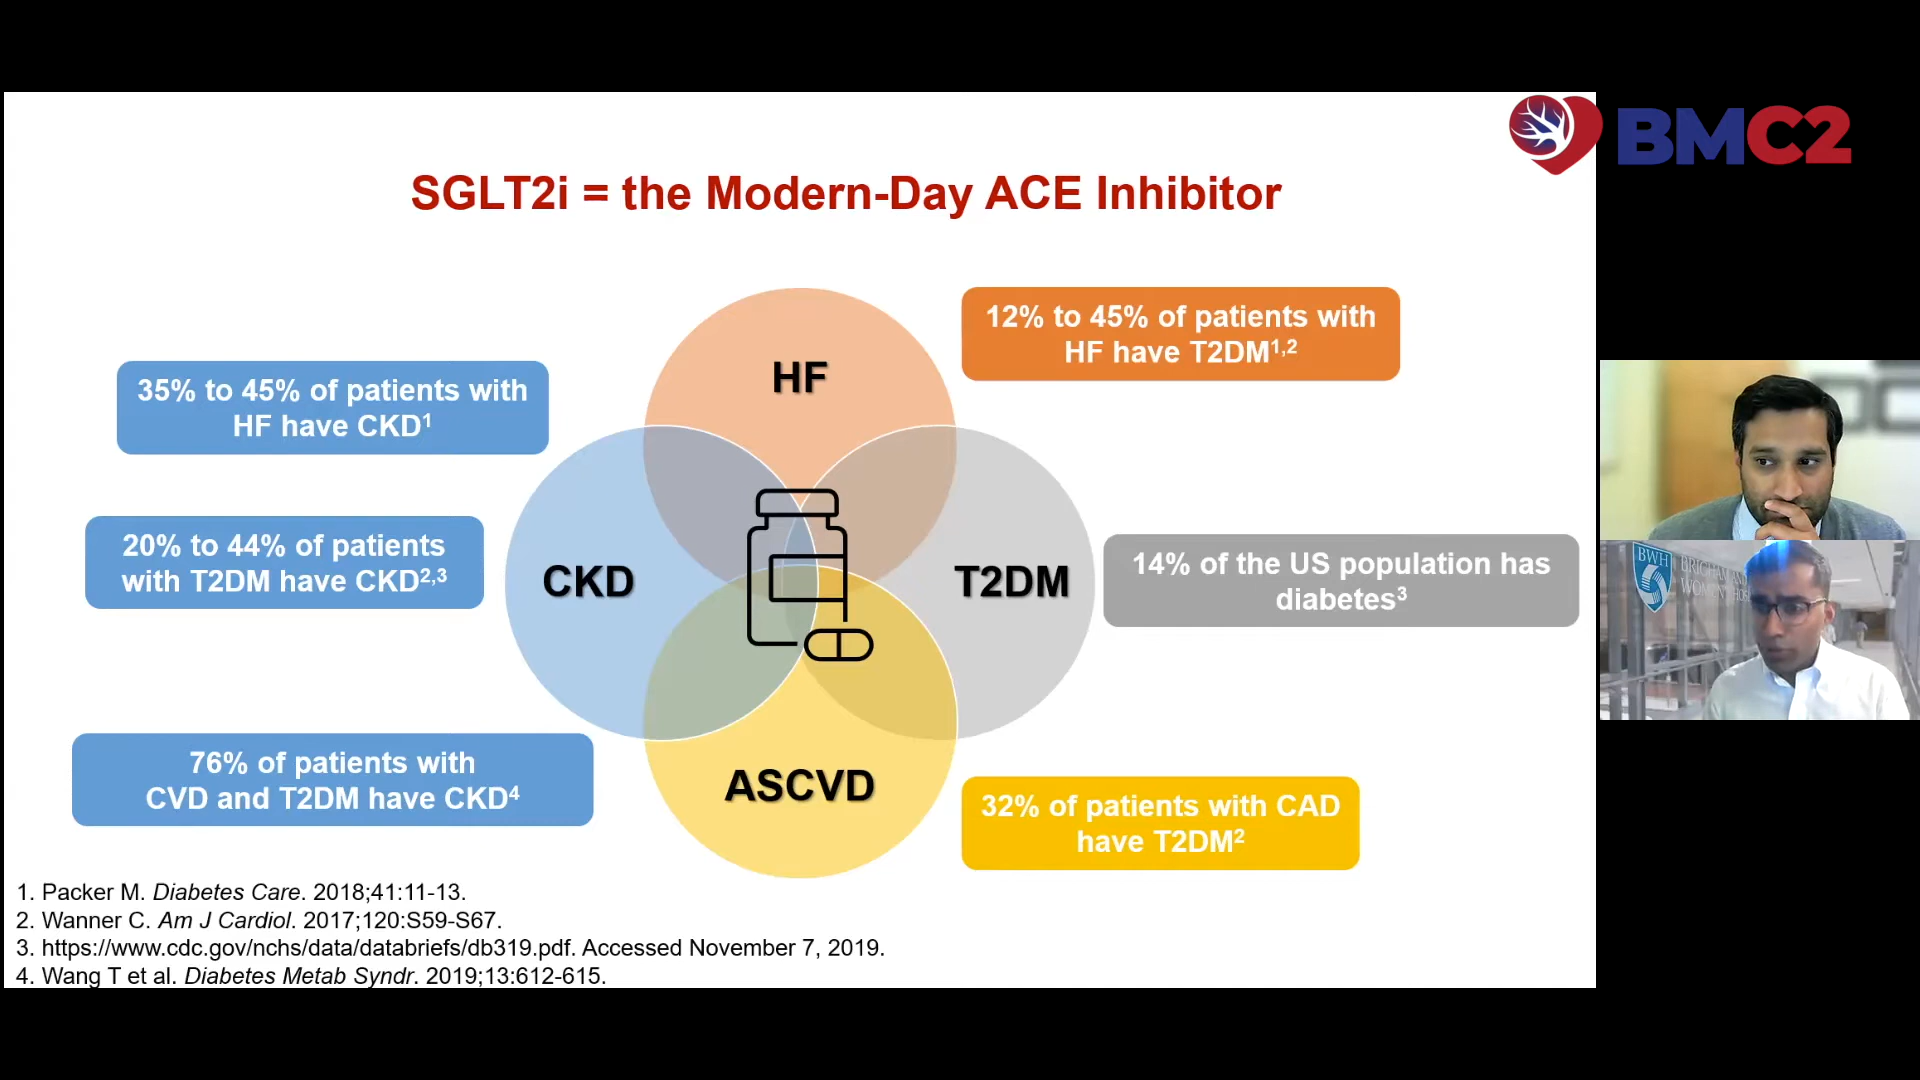 BMC2
SGLT2i = the Modern-Day ACE Inhibitor
HF
12% to 45% of patients with
HF have T2DM1,2
35% to 45% of patients with
HF have CKD1
CKD
T2DM
20% to 44% of patients
with T2DM have CKD2,3
14% of the US population has
diabetes3
76% of patients with
CVD and T2DM have CKD4
ASCVD
32% of patients with CAD
have T2DM2
1. Packer M. Diabetes Care. 2018;41:11-13.
2. Wanner C. Am J Cardiol. 2017;120:S59-S67.
3. https://www.cdc.gov/nchs/data/databriefs/db319.pdf. Accessed November 7, 2019.
4. Wang T et al. Diabetes Metab Syndr. 2019;13:612-615.
BWH